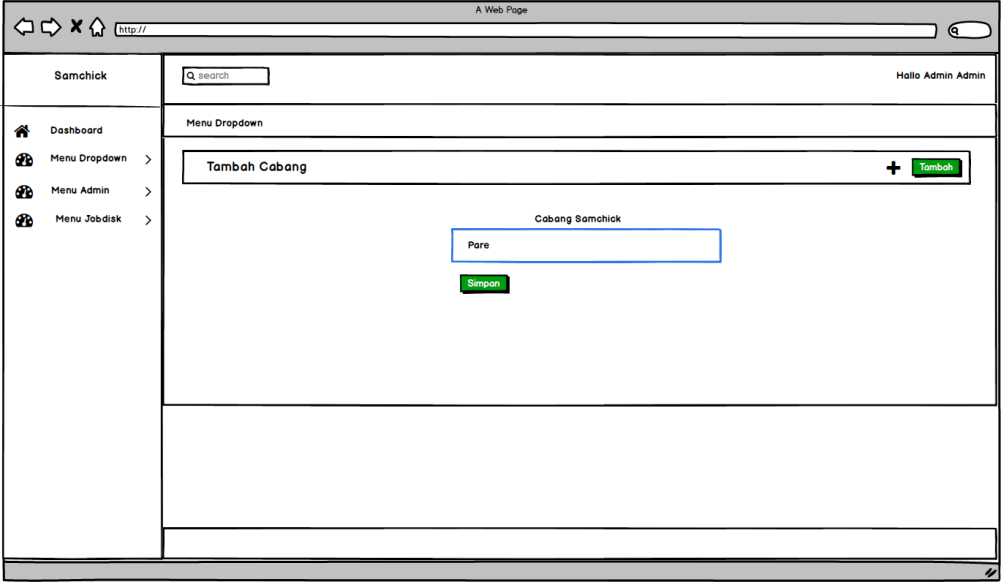 A Web Page
http://
Samchick
search
Hallo Admin Admin
Dashboard
Menu Dropdown
Menu Admin
Menu Jobdisk
Menu Dropdown
Tambah Cabang
Tambah
Cabang Samchick
Pare
Simpan